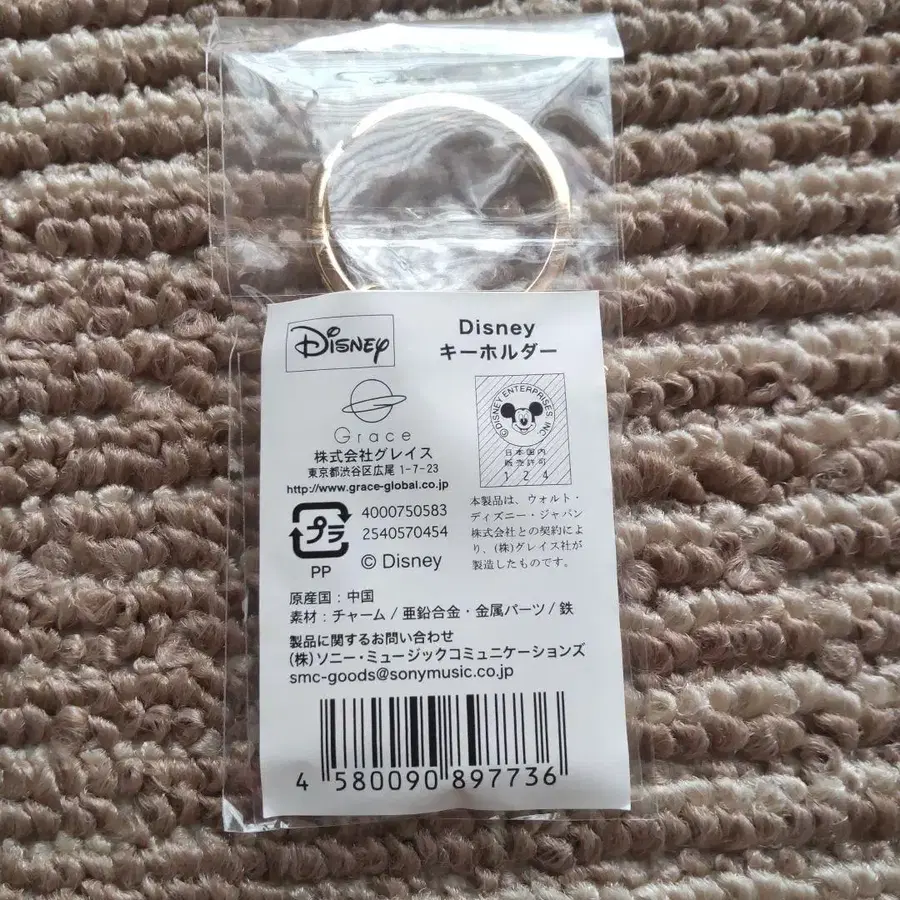 Disney
Disney
キーホルダー
Grace
株式会社グレイス
東京都渋谷区広尾 1-7-23
http://www.grace-global.co.jp
プラ
PP
4000750583
2540570454
© Disney
©DISNEY ENTERPRISES, INC.
日本国内
販売許可
124
本製品は、ウォルト・
ディズニー・ジャパン
株式会社との契約によ
り、(株)グレイス社が
製造したものです。
原産国：中国
素材：チャーム / 亜鉛合金・金属パーツ / 鉄
製品に関するお問い合わせ
(株)ソニー・ミュージックコミュニケーションズ
smc-goods@sonymusic.co.jp
4 580090 897736